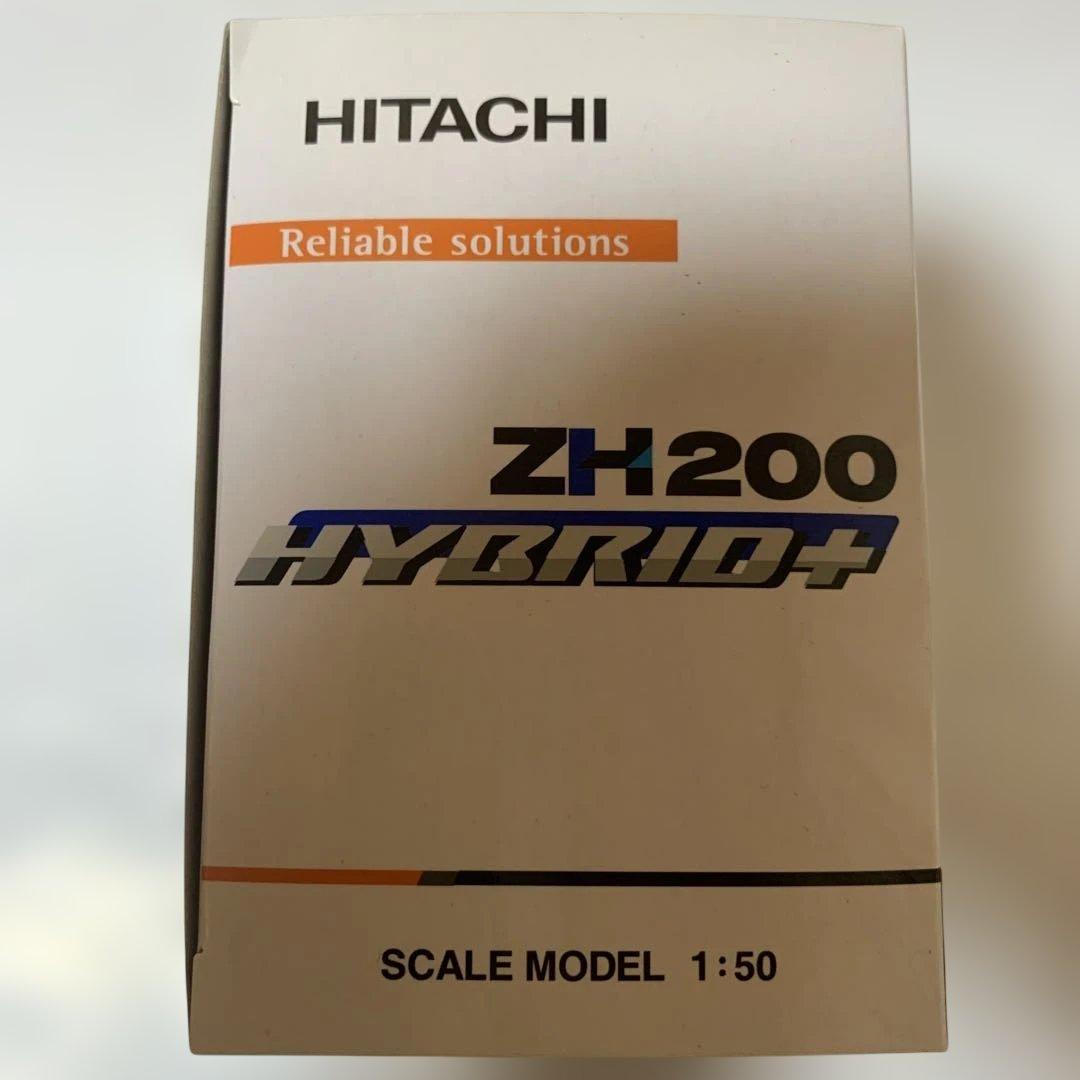 HITACHI
Reliable solutions
ZH200
HYBRID+
SCALE MODEL 1:50